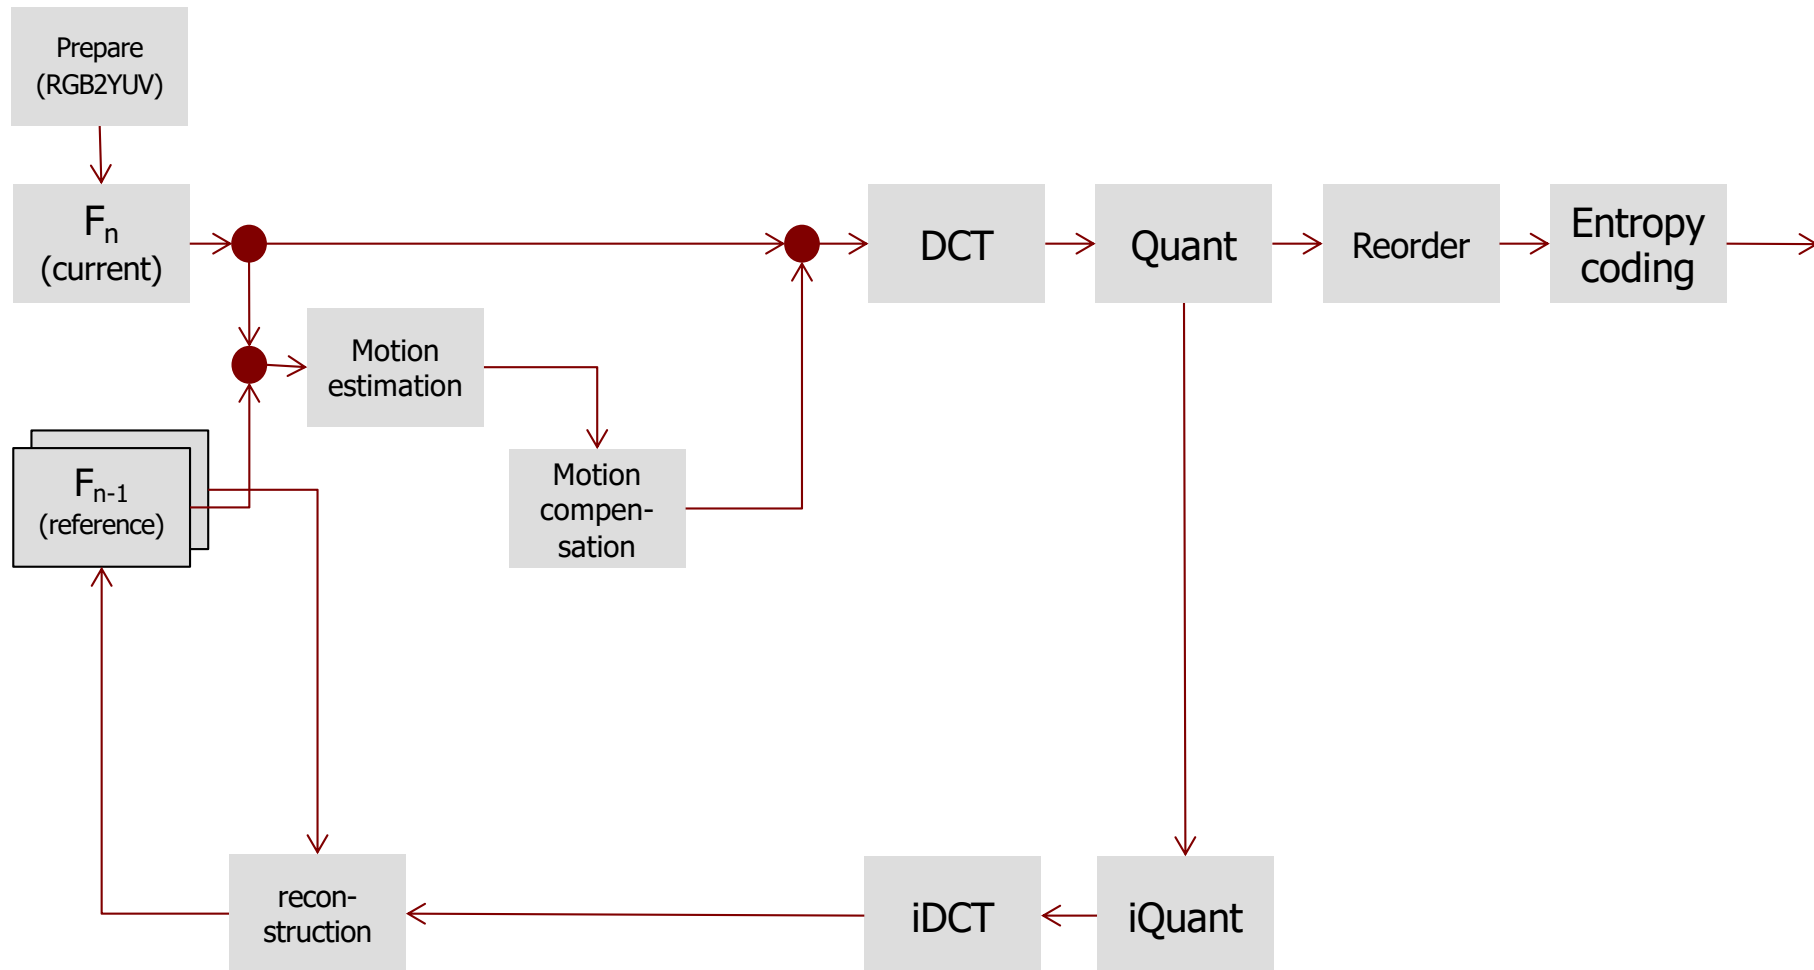 Prepare
(RGB2YUV)
Fn
(current)
DCT
Quant
Reorder
Entropy
coding
Motion
estimation
Fn-1
(reference)
Motion
compen-
sation
recon-
struction
iDCT
iQuant